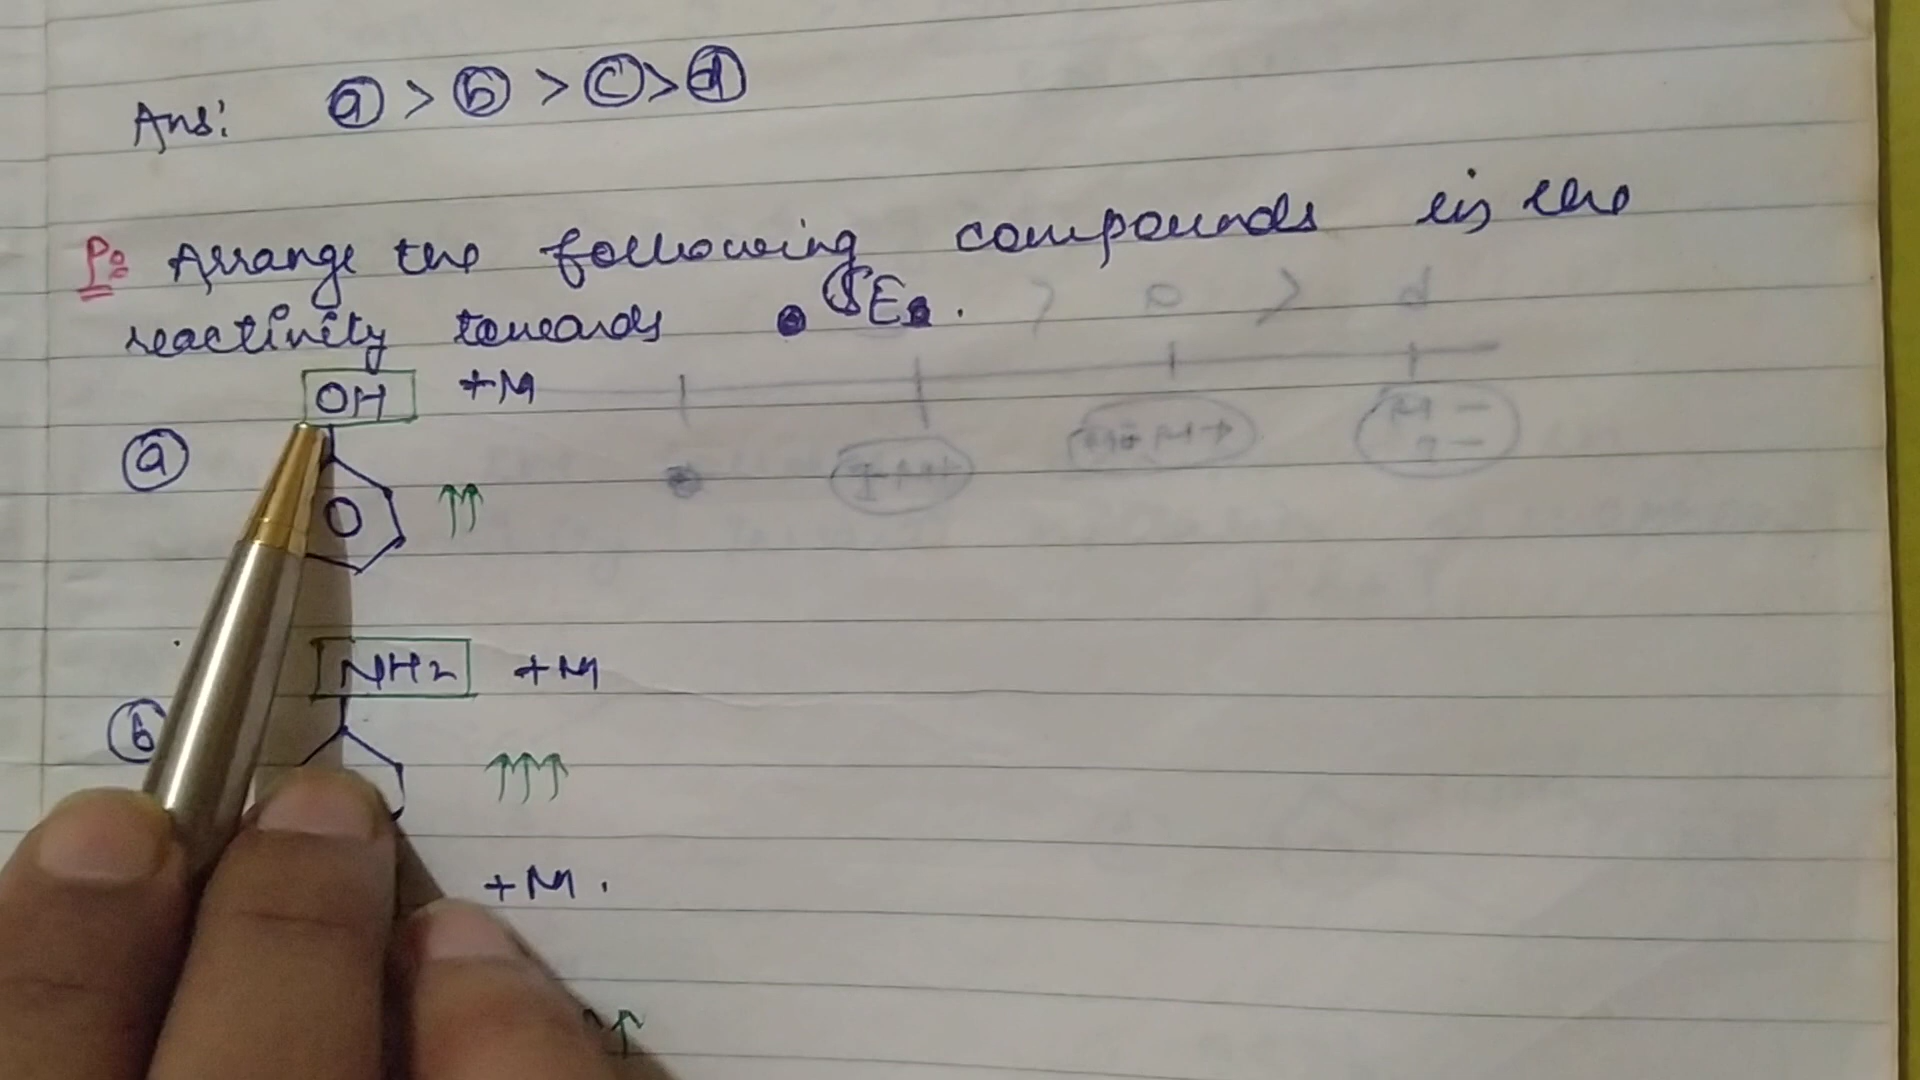 Ans: a > b > c > d
P: Arrange the following compounds in the
reactivity towards SE.
OH +M
a
↑↑
NH2 +M
b
↑↑↑
+M.
↑